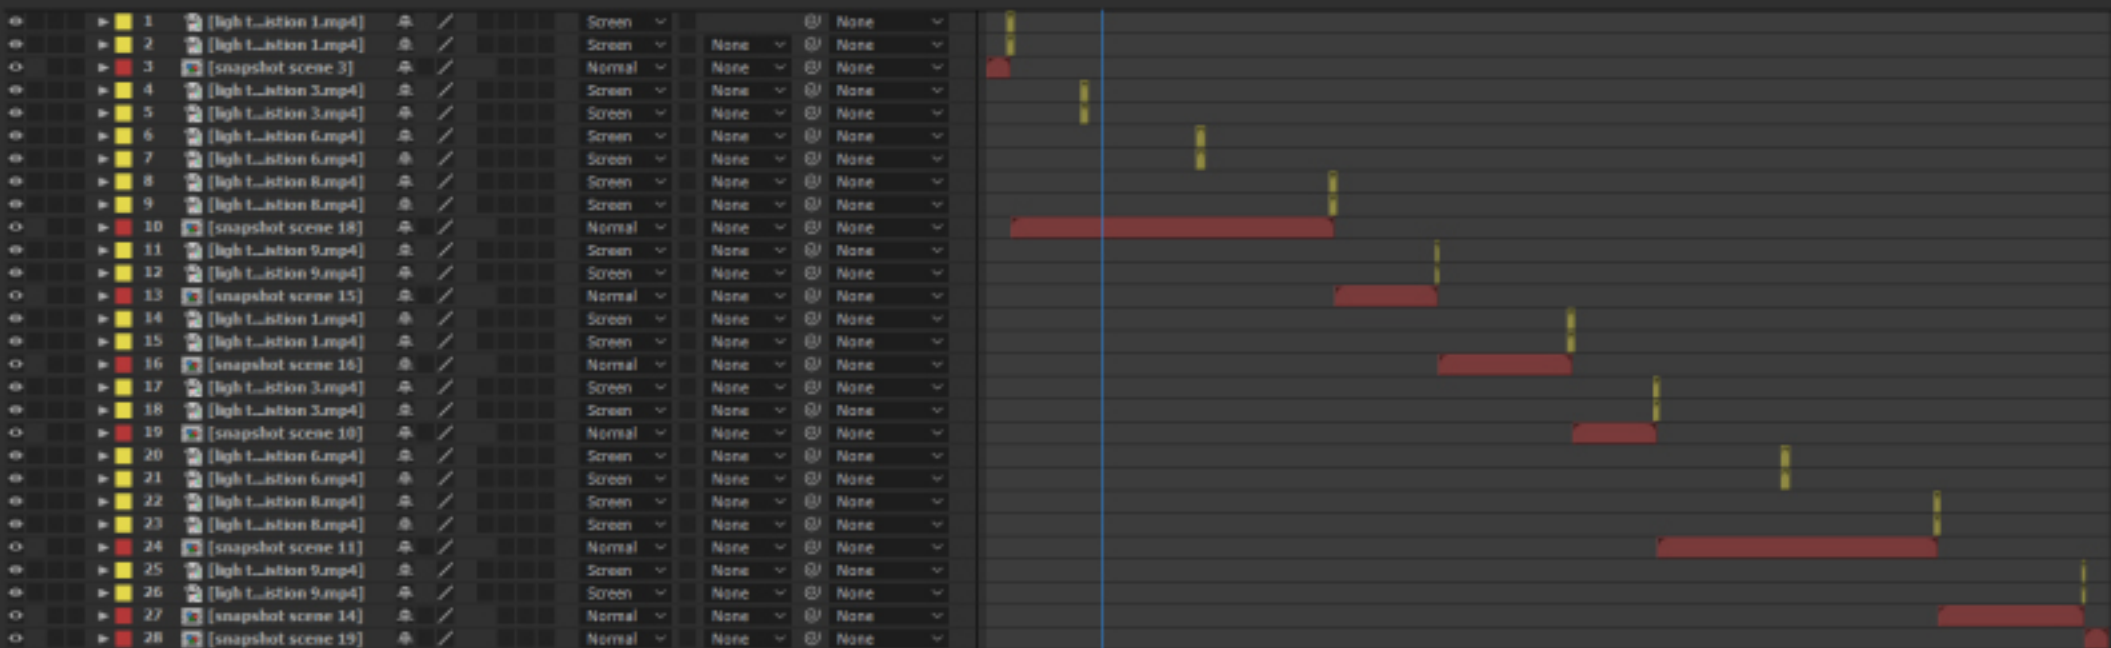 1 [ligh t...istion 1.mp4] Screen None
2 [ligh t...istion 1.mp4] Screen None None
3 [snapshot scene 3] Normal None None
4 [ligh t...istion 3.mp4] Screen None None
5 [ligh t...istion 3.mp4] Screen None None
6 [ligh t...istion 6.mp4] Screen None None
7 [ligh t...istion 6.mp4] Screen None None
8 [ligh t...istion 8.mp4] Screen None None
9 [ligh t...istion 8.mp4] Screen None None
10 [snapshot scene 18] Normal None None
11 [ligh t...istion 9.mp4] Screen None None
12 [ligh t...istion 9.mp4] Screen None None
13 [snapshot scene 15] Normal None None
14 [ligh t...istion 1.mp4] Screen None None
15 [ligh t...istion 1.mp4] Screen None None
16 [snapshot scene 16] Normal None None
17 [ligh t...istion 3.mp4] Screen None None
18 [ligh t...istion 3.mp4] Screen None None
19 [snapshot scene 10] Normal None None
20 [ligh t...istion 6.mp4] Screen None None
21 [ligh t...istion 6.mp4] Screen None None
22 [ligh t...istion 8.mp4] Screen None None
23 [ligh t...istion 8.mp4] Screen None None
24 [snapshot scene 11] Normal None None
25 [ligh t...istion 9.mp4] Screen None None
26 [ligh t...istion 9.mp4] Screen None None
27 [snapshot scene 14] Normal None None
28 [snapshot scene 19] Normal None None